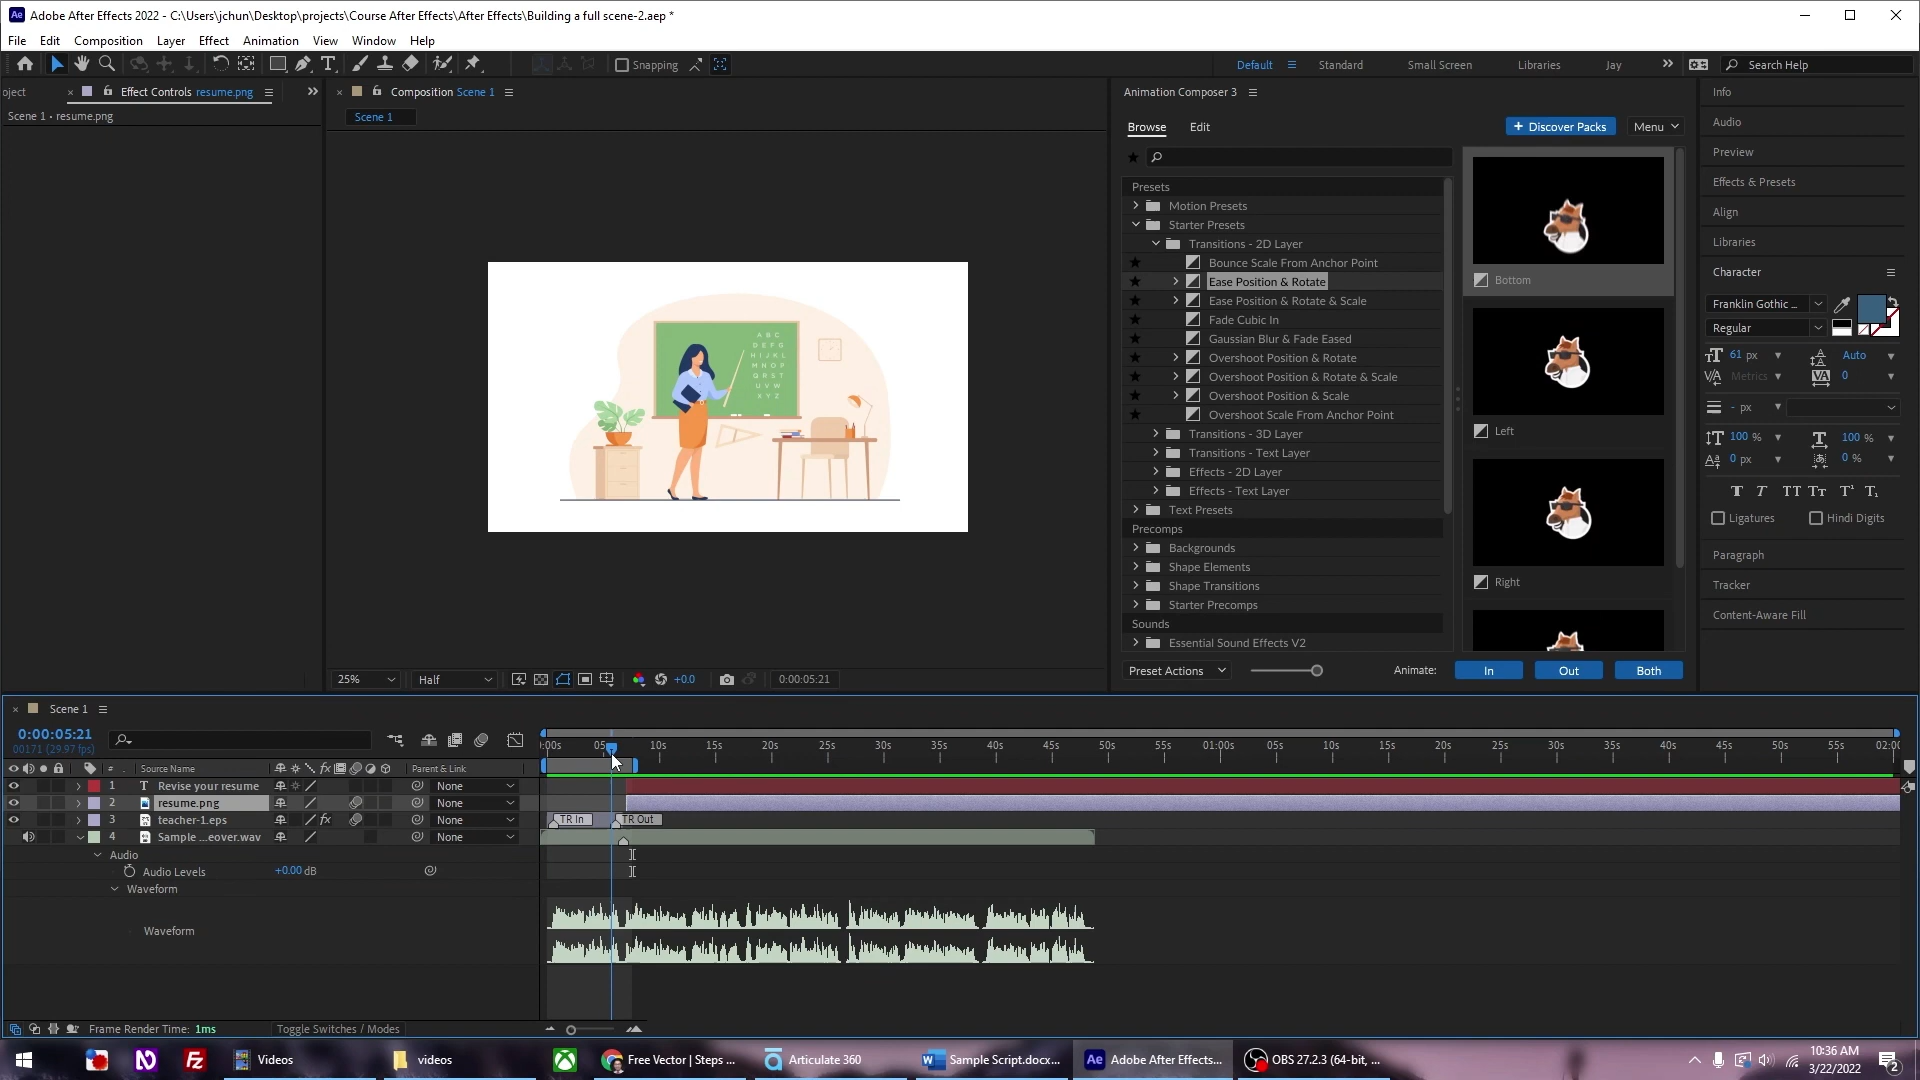 Adobe After Effects 2022 - C:\Users\jchun\Desktop\projects\Course After Effects\After Effects\Building a full scene-2.aep *
File Edit Composition Layer Effect Animation View Window Help
Snapping
Default Standard Small Screen Libraries Jay
Search Help
oject
Effect Controls resume.png
Scene 1 • resume.png
Composition Scene 1
Scene 1
A B C
D E F G
H I J K L
M N O P
Q R S T
U V W
X Y Z
25% Half +0.0 0:00:05:21
Animation Composer 3
Browse Edit
Discover Packs Menu
Presets
Motion Presets
Starter Presets
Transitions - 2D Layer
Bounce Scale From Anchor Point
Ease Position & Rotate
Ease Position & Rotate & Scale
Fade Cubic In
Gaussian Blur & Fade Eased
Overshoot Position & Rotate
Overshoot Position & Rotate & Scale
Overshoot Position & Scale
Overshoot Scale From Anchor Point
Transitions - 3D Layer
Transitions - Text Layer
Effects - 2D Layer
Effects - Text Layer
Text Presets
Precomps
Backgrounds
Shape Elements
Shape Transitions
Starter Precomps
Sounds
Essential Sound Effects V2
Bottom
Left
Right
Preset Actions Animate: In Out Both
Info
Audio
Preview
Effects & Presets
Align
Libraries
Character
Franklin Gothic ...
Regular
61 px Auto
Metrics 0
- px
100 % 100 %
0 px 0 %
Ligatures Hindi Digits
Paragraph
Tracker
Content-Aware Fill
Scene 1
0:00:05:21
00171 (29.97 fps)
:00s 05s 10s 15s 20s 25s 30s 35s 40s 45s 50s 55s 01:00s 05s 10s 15s 20s 25s 30s 35s 40s 45s 50s 55s 02:00
# Source Name Parent & Link
1 Revise your resume None
2 resume.png None
3 teacher-1.eps None
TR In TR Out
4 Sample ...eover.wav None
Audio
Audio Levels +0.00 dB
Waveform
Waveform
Frame Render Time: 1ms Toggle Switches / Modes
Videos videos Free Vector | Steps ... Articulate 360 Sample Script.docx... Adobe After Effects... OBS 27.2.3 (64-bit, ...
10:36 AM
3/22/2022
2